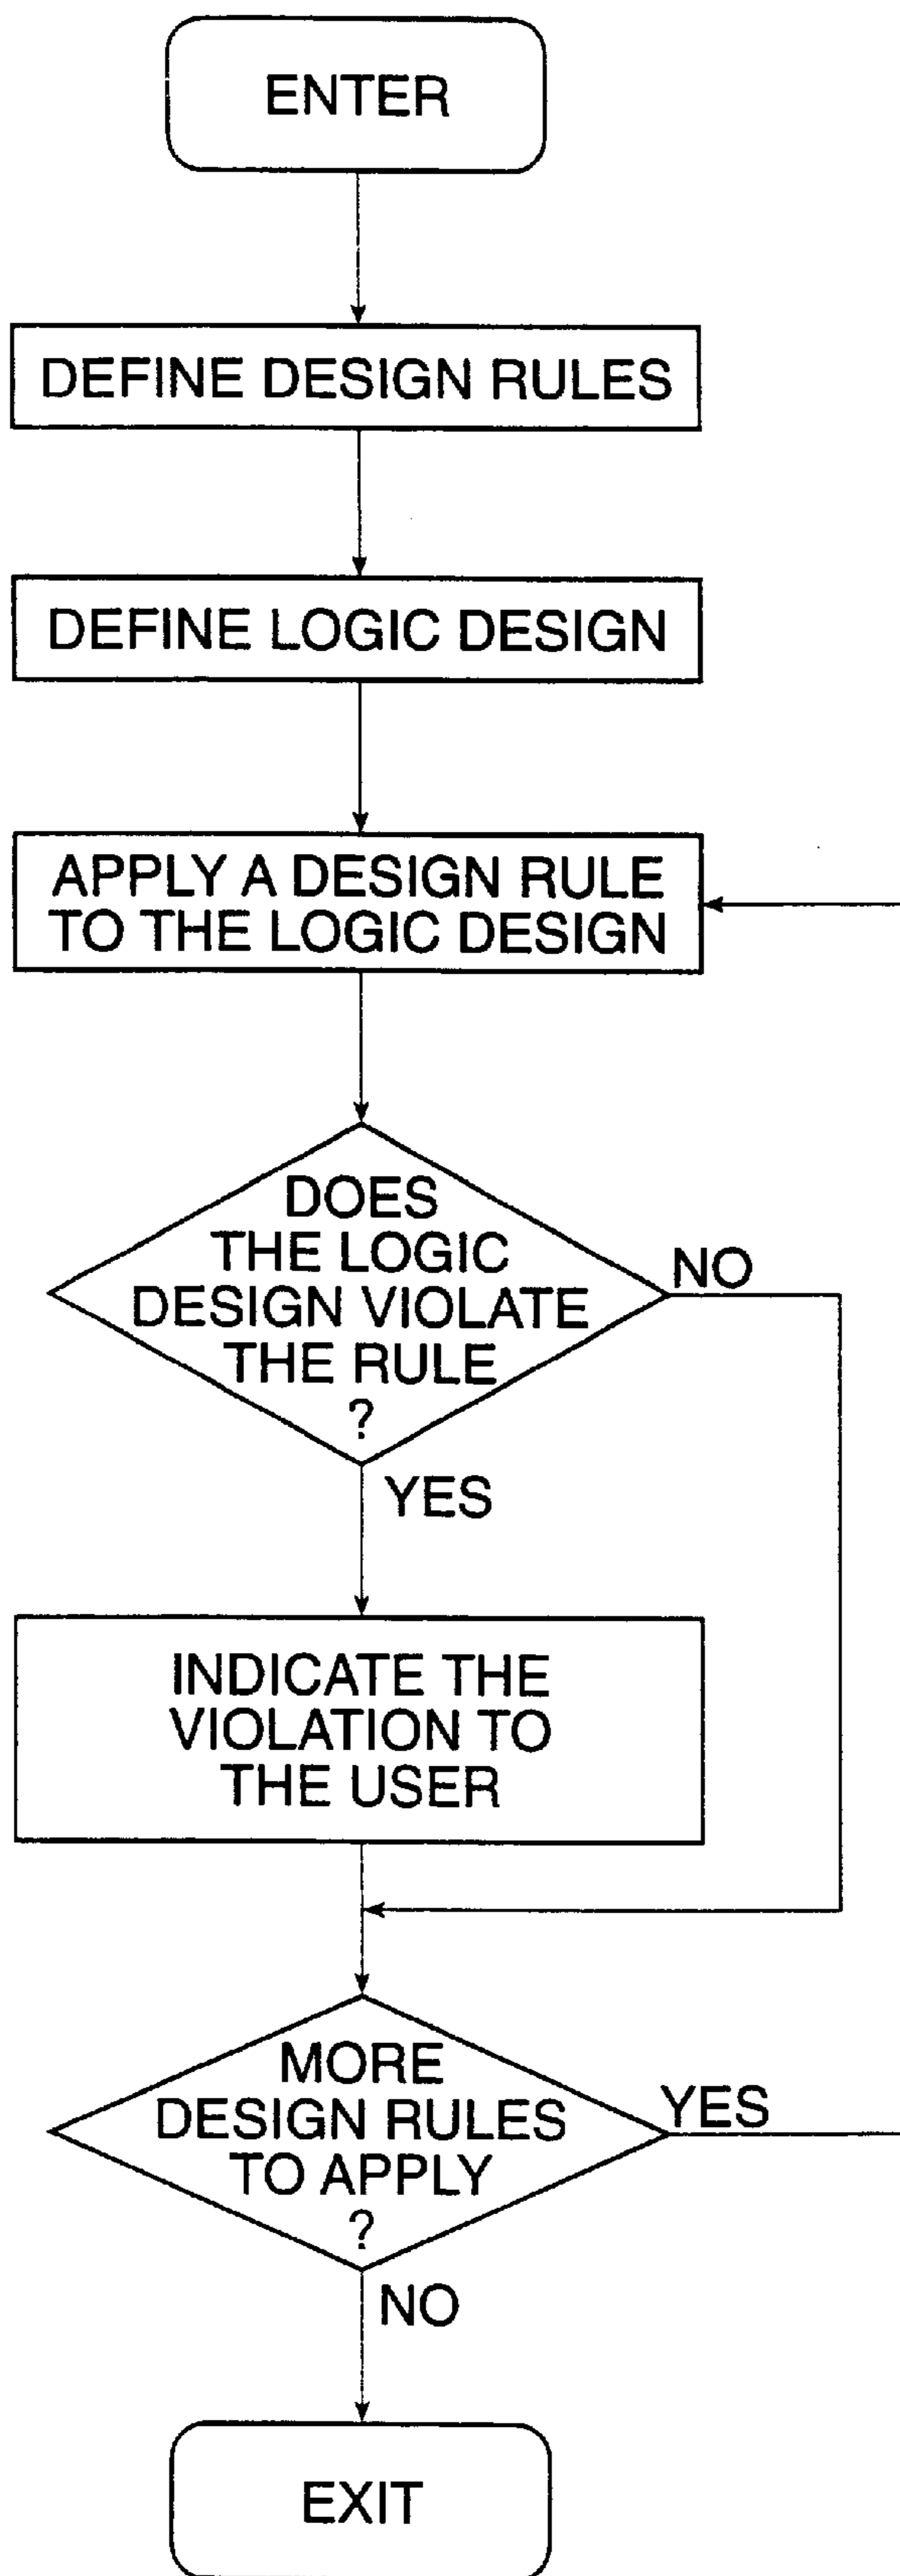 ENTER
DEFINE DESIGN RULES
DEFINE LOGIC DESIGN
APPLY A DESIGN RULE
TO THE LOGIC DESIGN
DOES
THE LOGIC
DESIGN VIOLATE
THE RULE
?
NO
YES
INDICATE THE
VIOLATION TO
THE USER
MORE
DESIGN RULES
TO APPLY
?
YES
NO
EXIT